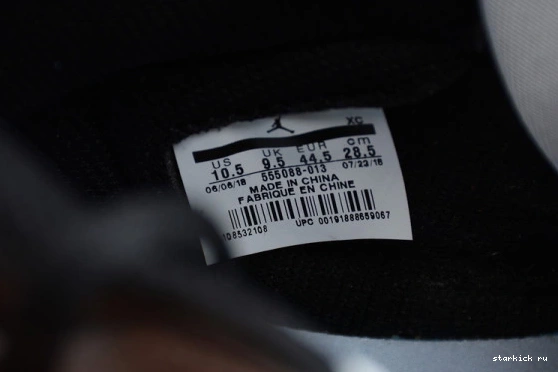 XC
US UK EUR cm
10.5 9.5 44.5 28.5
06/06/18 555088-013 07/23/18
MADE IN CHINA
FABRIQUE EN CHINE
08532108 UPC 00191888659067
starkick ru